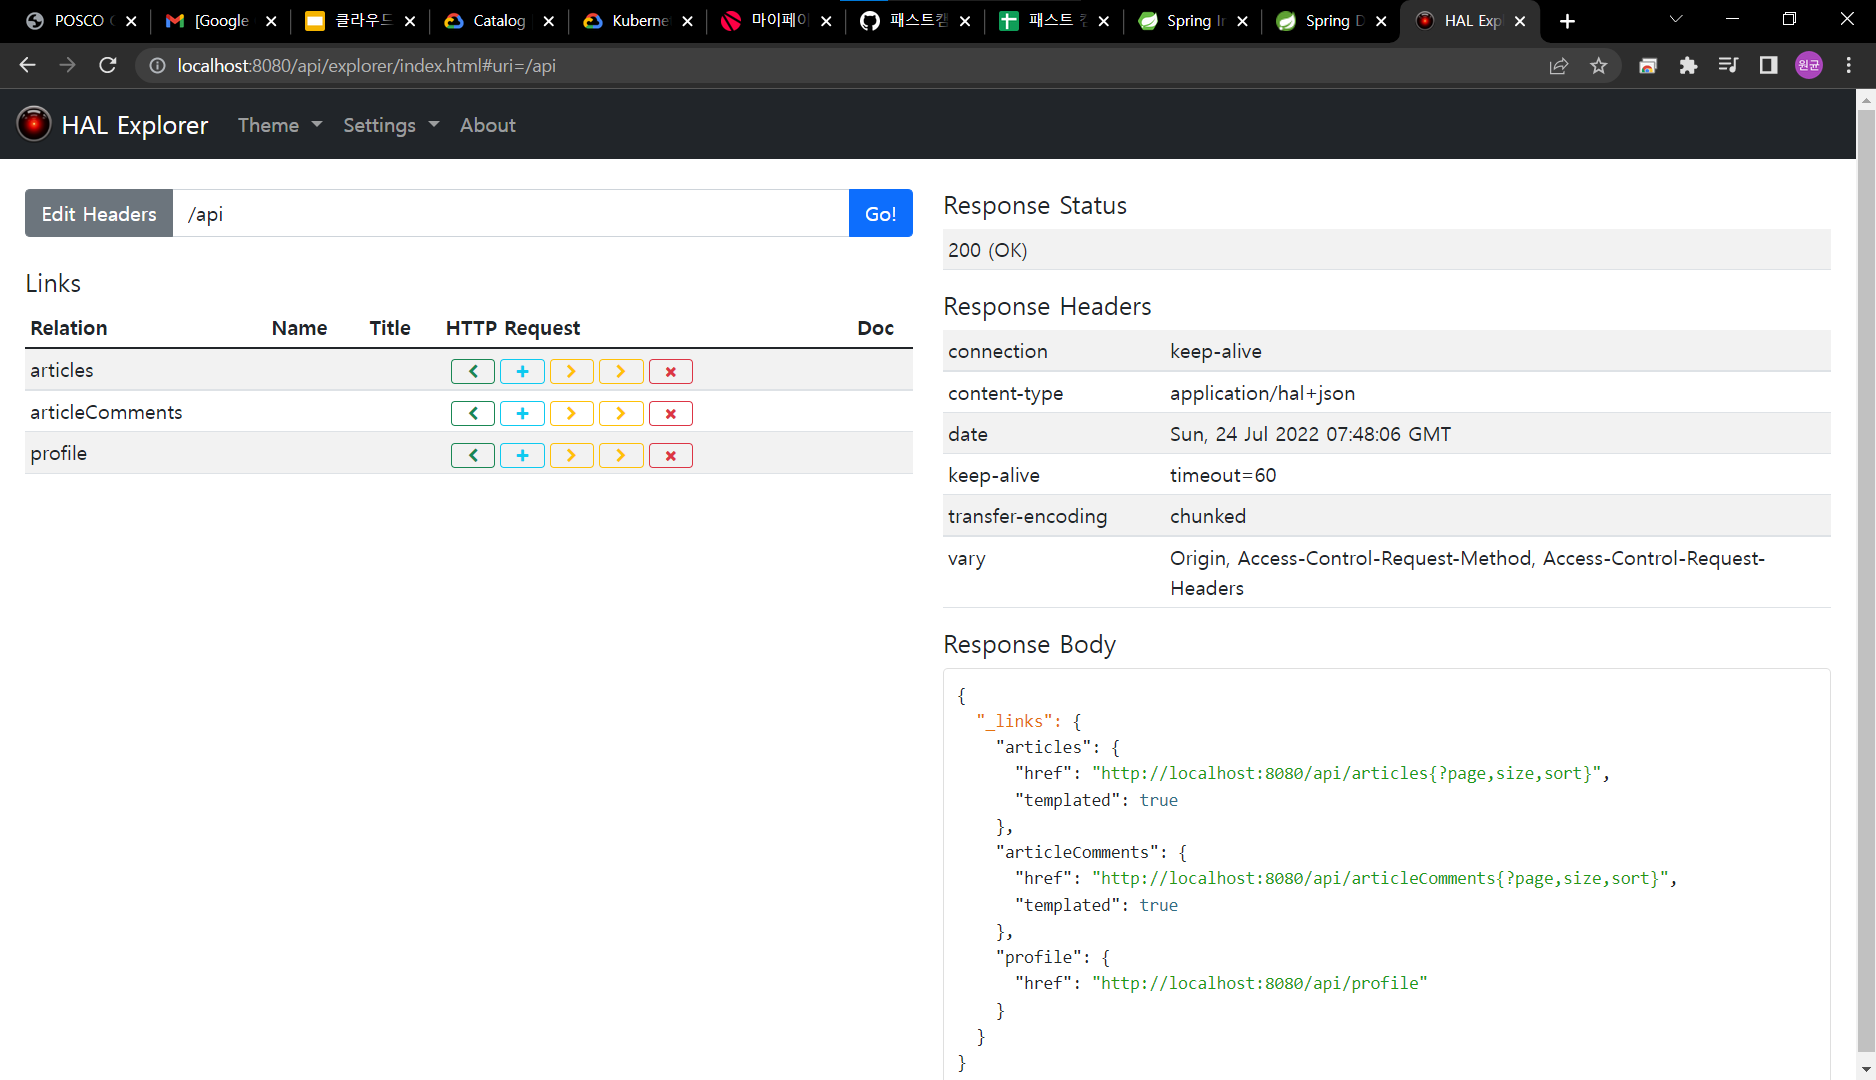 POSCO
[Google
클라우드
Catalog
Kuberne
마이페이
패스트캠
패스트 캠
Spring In
Spring D
HAL Exp
localhost:8080/api/explorer/index.html#uri=/api
원균
HAL Explorer
Theme
Settings
About
Edit Headers
/api
Go!
Links
Relation Name Title HTTP Request Doc
articles
articleComments
profile
Response Status
200 (OK)
Response Headers
connection keep-alive
content-type application/hal+json
date Sun, 24 Jul 2022 07:48:06 GMT
keep-alive timeout=60
transfer-encoding chunked
vary Origin, Access-Control-Request-Method, Access-Control-Request-
Headers
Response Body
{
"_links": {
"articles": {
"href": "http://localhost:8080/api/articles{?page,size,sort}",
"templated": true
},
"articleComments": {
"href": "http://localhost:8080/api/articleComments{?page,size,sort}",
"templated": true
},
"profile": {
"href": "http://localhost:8080/api/profile"
}
}
}